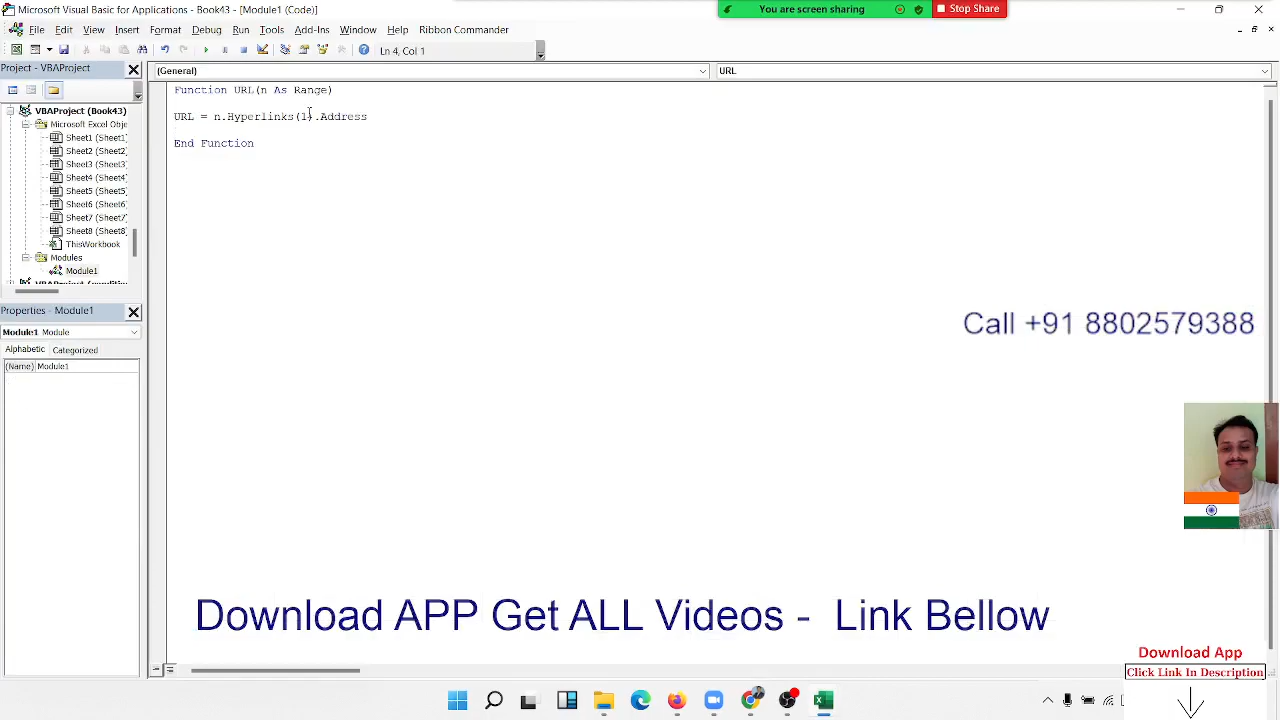 Microsoft Visual Basic for Applications - Book43 - [Module1 (Code)]
You are screen sharing
Stop Share
File Edit View Insert Format Debug Run Tools Add-Ins Window Help Ribbon Commander
Ln 4, Col 1
Project - VBAProject
(General)
URL
Function URL(n As Range)
URL = n.Hyperlinks(1).Address
End Function
VBAProject (Book43)
Microsoft Excel Obje
Sheet1 (Sheet1
Sheet2 (Sheet2
Sheet3 (Sheet3
Sheet4 (Sheet4
Sheet5 (Sheet5
Sheet6 (Sheet6
Sheet7 (Sheet7
Sheet8 (Sheet8
ThisWorkbook
Modules
Module1
Properties - Module1
Module1 Module
Alphabetic Categorized
(Name) Module1
Call +91 8802579388
Download APP Get ALL Videos - Link Bellow
Download App
Click Link In Description